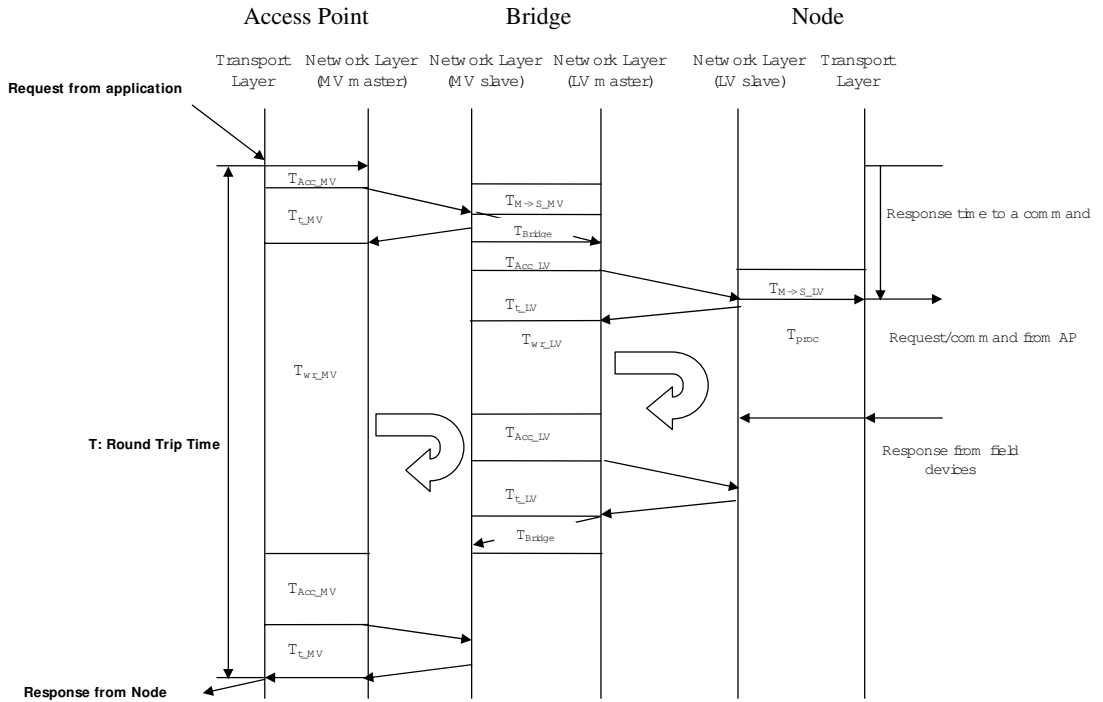 Access Point
Bridge
Node
Transport Layer
Network Layer (MV master)
Network Layer (MV slave)
Network Layer (LV master)
Network Layer (LV slave)
Transport Layer
Request from application
T_Acc_MV
T_t_MV
T_M->S_MV
T_Bridge
T_Acc_LV
T_t_LV
T_wr_LV
T_M->S_LV
Response time to a command
T_proc
Request/command from AP
T_wr_MV
T: Round Trip Time
T_Acc_LV
Response from field
devices
T_t_LV
T_Bridge
T_Acc_MV
T_t_MV
Response from Node